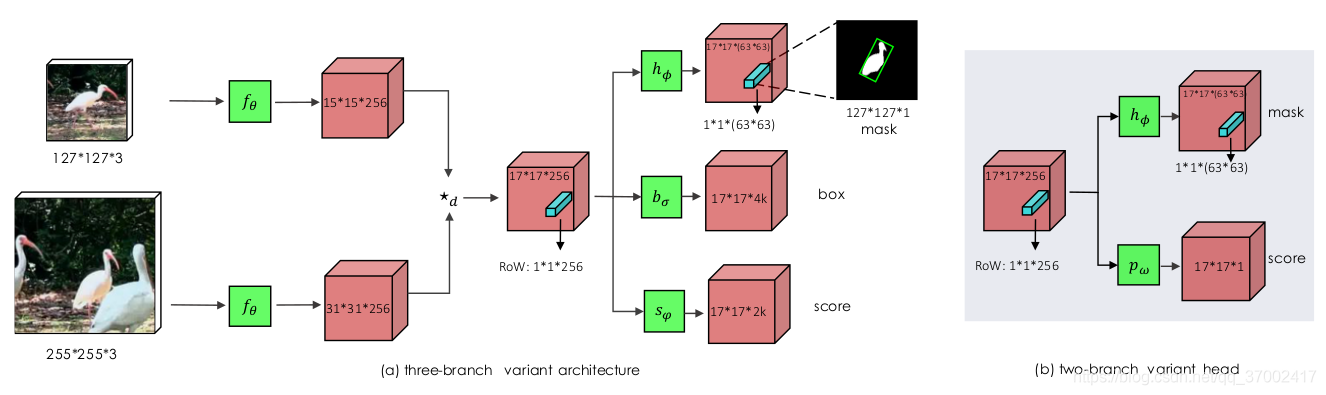 127*127*3
f_θ
15*15*256
255*255*3
f_θ
31*31*256
⋆_d
17*17*256
RoW: 1*1*256
h_ϕ
17*17*(63*63)
1*1*(63*63)
127*127*1
mask
b_σ
17*17*4k
box
s_φ
17*17*2k
score
(a) three-branch variant architecture
17*17*256
RoW: 1*1*256
h_ϕ
17*17*(63*63
1*1*(63*63)
mask
p_ω
17*17*1
score
(b) two-branch variant head
https://blog.csdn.net/qq_37002417